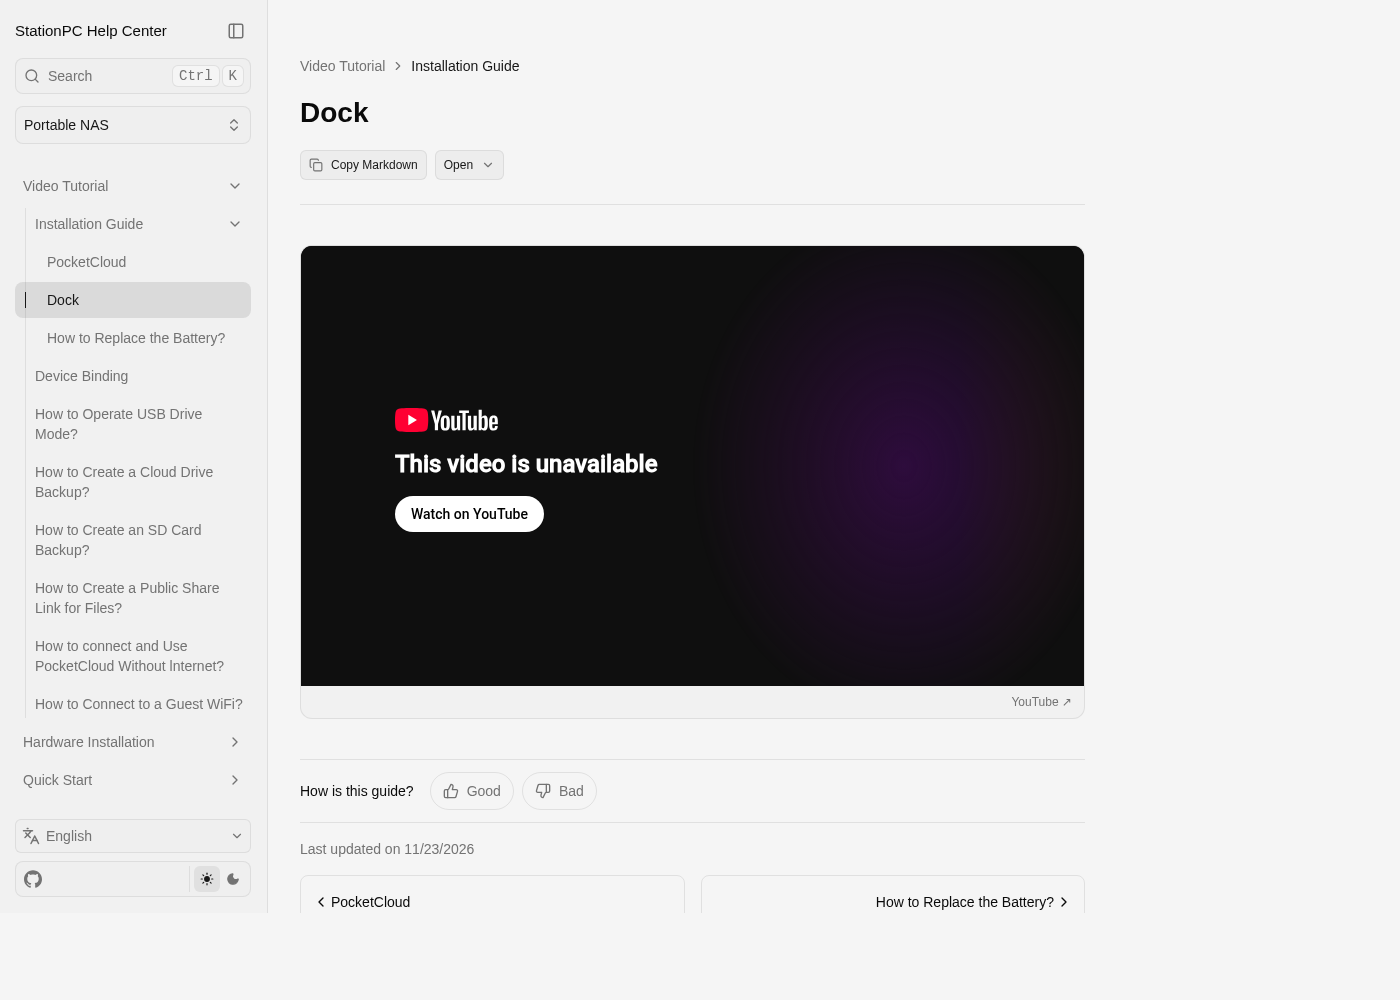 StationPC Help Center
Search
Ctrl K
Portable NAS
Video Tutorial
Installation Guide
PocketCloud
Dock
How to Replace the Battery?
Device Binding
How to Operate USB Drive
Mode?
How to Create a Cloud Drive
Backup?
How to Create an SD Card
Backup?
How to Create a Public Share
Link for Files?
How to connect and Use
PocketCloud Without Internet?
How to Connect to a Guest WiFi?
Hardware Installation
Quick Start
English
Video Tutorial > Installation Guide
Dock
Copy Markdown
Open
YouTube
This video is unavailable
Watch on YouTube
YouTube ↗
How is this guide?
Good
Bad
Last updated on 11/23/2026
PocketCloud
How to Replace the Battery?